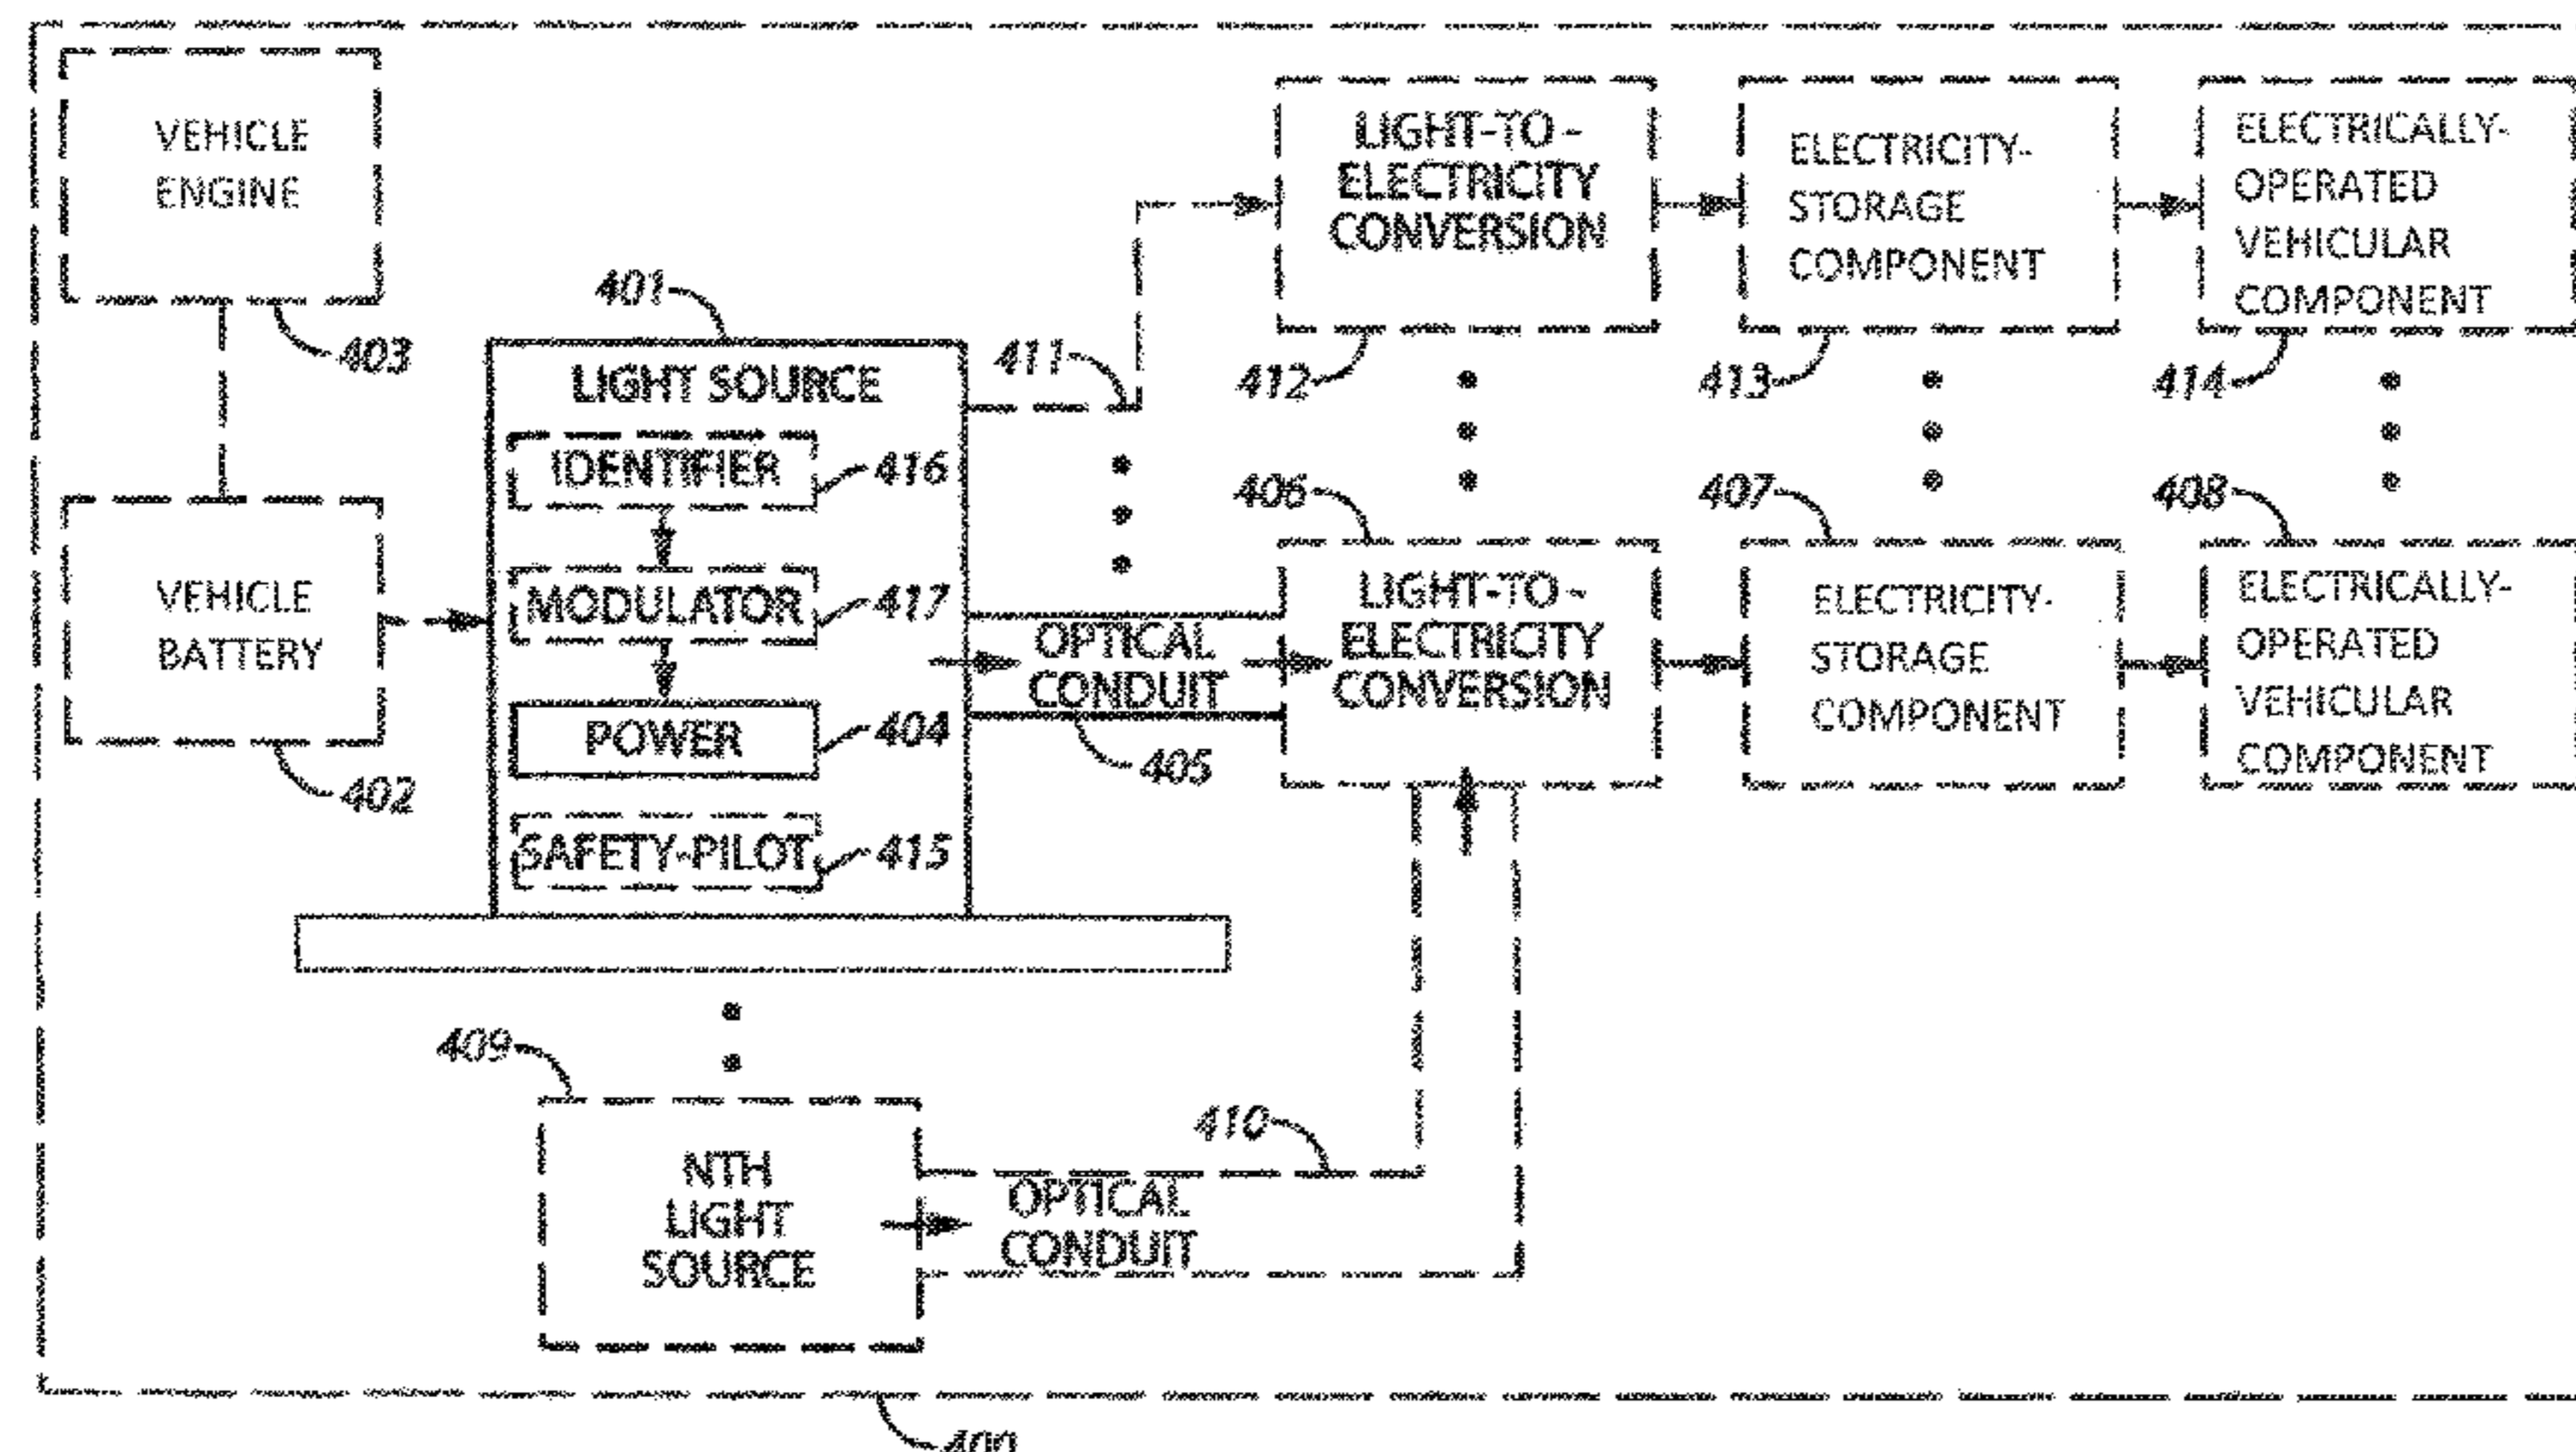 VEHICLE
ENGINE
403
VEHICLE
BATTERY
402
401
LIGHT SOURCE
IDENTIFIER
416
MODULATOR
417
POWER
404
SAFETY-PILOT
415
411
OPTICAL
CONDUIT
405
LIGHT-TO-
ELECTRICITY
CONVERSION
412
ELECTRICITY-
STORAGE
COMPONENT
413
ELECTRICALLY-
OPERATED
VEHICULAR
COMPONENT
414
406
LIGHT-TO-
ELECTRICITY
CONVERSION
407
ELECTRICITY-
STORAGE
COMPONENT
408
ELECTRICALLY-
OPERATED
VEHICULAR
COMPONENT
409
NTH
LIGHT
SOURCE
410
OPTICAL
CONDUIT
400